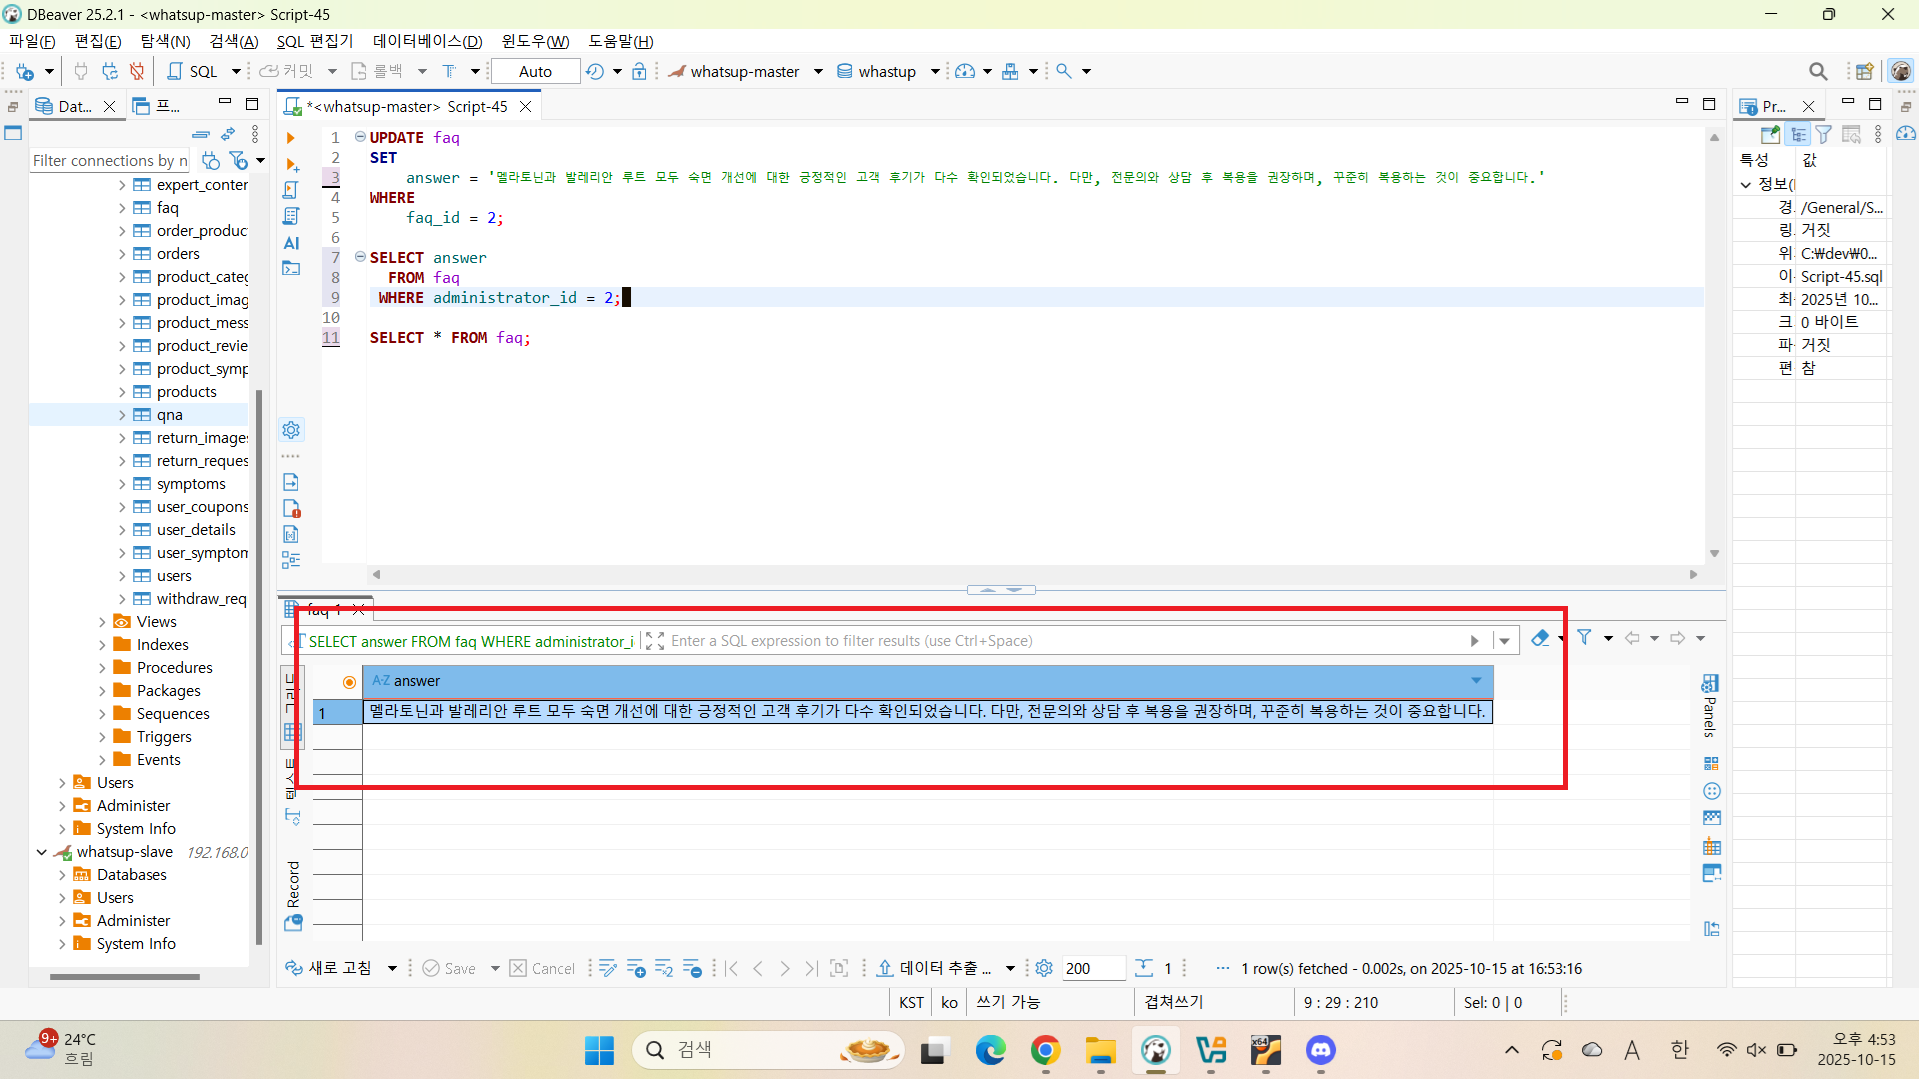 DBeaver 25.2.1 - <whatsup-master> Script-45
파일(F) 편집(E) 탐색(N) 검색(A) SQL 편집기 데이터베이스(D) 윈도우(W) 도움말(H)
SQL 커밋 롤백 T Auto whatsup-master whastup
Dat... 프...
Filter connections by n
expert_conter
faq
order_produc
orders
product_categ
product_imag
product_mess
product_revie
product_symp
products
qna
return_images
return_reques
symptoms
user_coupons
user_details
user_symptom
users
withdraw_req
Views
Indexes
Procedures
Packages
Sequences
Triggers
Events
Users
Administer
System Info
whatsup-slave 192.168.0
Databases
Users
Administer
System Info
*<whatsup-master> Script-45
AI
1 UPDATE faq
2 SET
3 answer = '멜라토닌과 발레리안 루트 모두 숙면 개선에 대한 긍정적인 고객 후기가 다수 확인되었습니다. 다만, 전문의와 상담 후 복용을 권장하며, 꾸준히 복용하는 것이 중요합니다.'
4 WHERE
5 faq_id = 2;
6
7 SELECT answer
8 FROM faq
9 WHERE administrator_id = 2;
10
11 SELECT * FROM faq;
faq 1
SELECT answer FROM faq WHERE administrator_i Enter a SQL expression to filter results (use Ctrl+Space)
그리드
텍스트
Record
A-Z answer
1 멜라토닌과 발레리안 루트 모두 숙면 개선에 대한 긍정적인 고객 후기가 다수 확인되었습니다. 다만, 전문의와 상담 후 복용을 권장하며, 꾸준히 복용하는 것이 중요합니다.
Panels
새로 고침 Save Cancel 데이터 추출 ... 200 1 ... 1 row(s) fetched - 0.002s, on 2025-10-15 at 16:53:16
KST ko 쓰기 가능 겹쳐쓰기 9 : 29 : 210 Sel: 0 | 0
Pr...
특성 값
정보(
경. /General/S...
링. 거짓
위. C:₩dev₩0...
이. Script-45.sql
최. 2025년 10...
크. 0 바이트
파. 거짓
편. 참
9+ 24°C
흐림
검색
x64
A 한
오후 4:53
2025-10-15